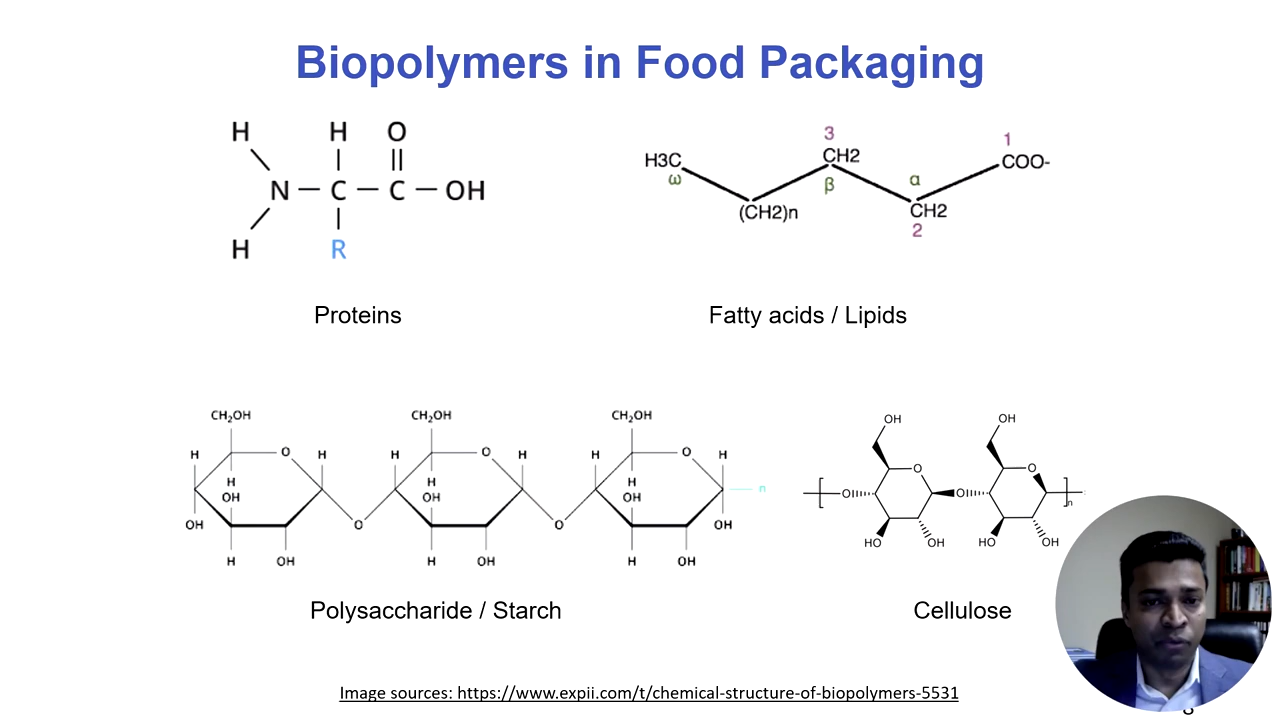 Biopolymers in Food Packaging
H H O
N C C OH
H R
3
1
H3C CH2 COO-
ω β α
(CH2)n CH2
2
Proteins
Fatty acids / Lipids
CH₂OH CH₂OH CH₂OH
H O H H O H H O H
H H H
OH OH OH
n
OH O O OH
H OH H OH H OH
OH OH
O O
O O n
HO OH HO OH
Polysaccharide / Starch
Cellulose
Image sources: https://www.expii.com/t/chemical-structure-of-biopolymers-5531